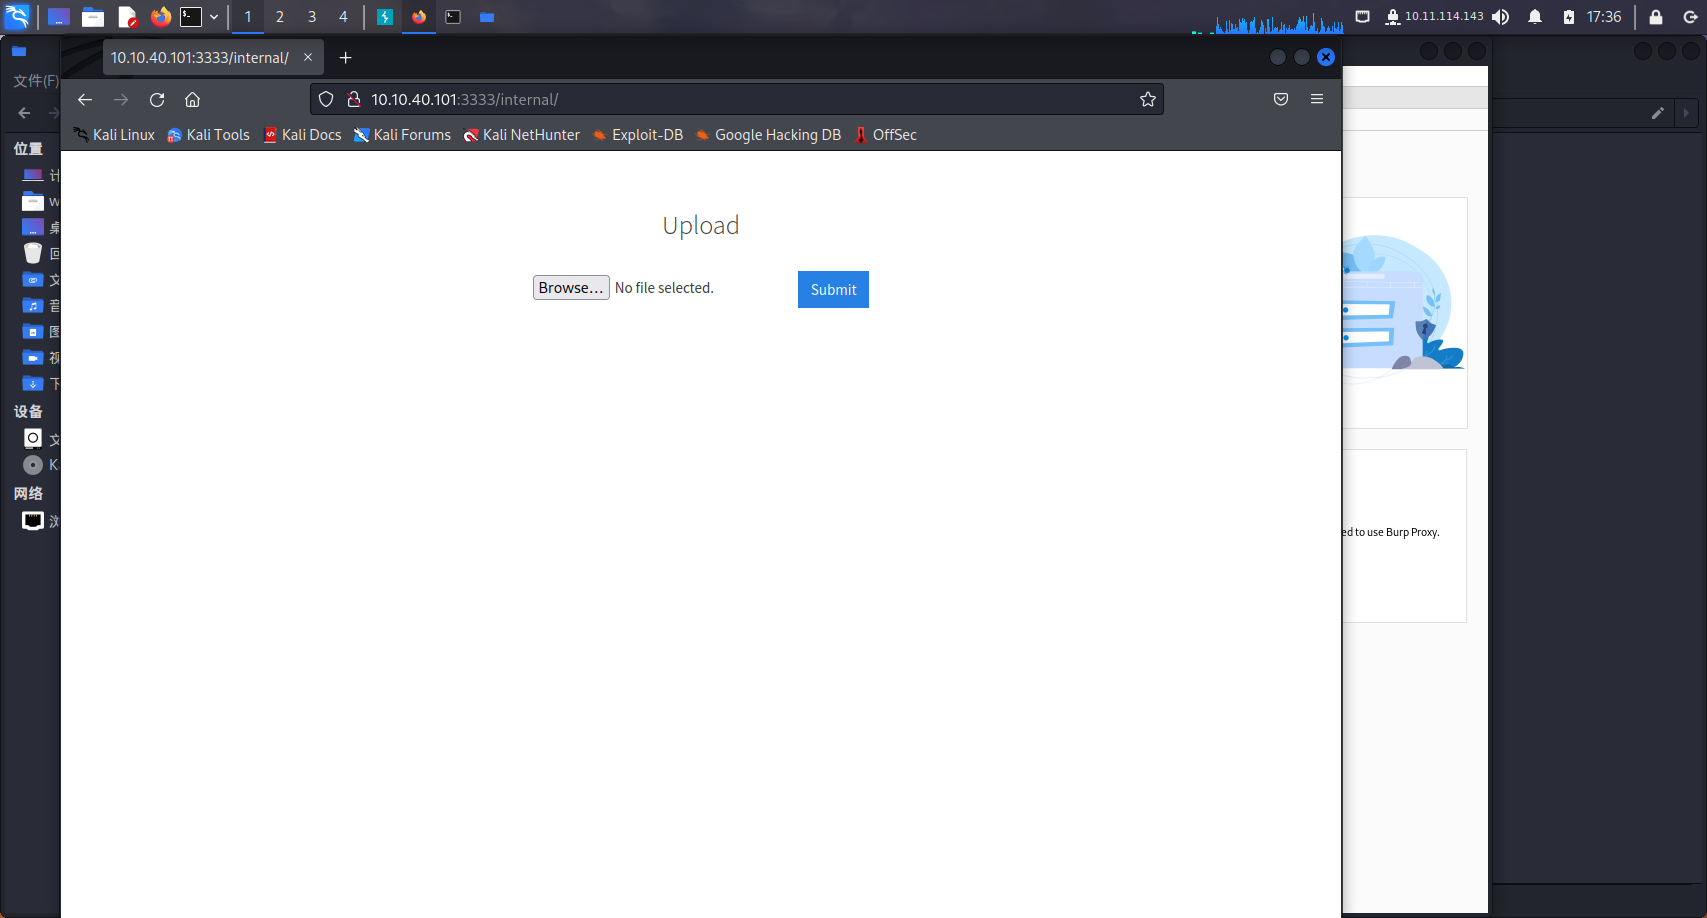 1 2 3 4 10.11.114.143 17:36
10.10.40.101:3333/internal/
文件(F)
10.10.40.101:3333/internal/
Kali Linux Kali Tools Kali Docs Kali Forums Kali NetHunter Exploit-DB Google Hacking DB OffSec
位置
Upload
Browse... No file selected. Submit
设备
网络
ed to use Burp Proxy.